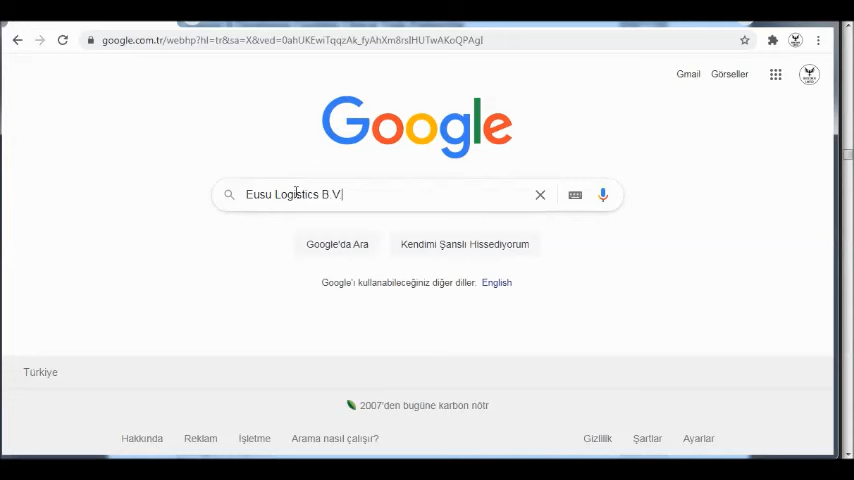 google.com.tr/webhp?hl=tr&sa=X&ved=0ahUKEwiTqqzAk_fyAhXm8rsIHUTwAKoQPAgI
Gmail Görseller
Google
Eusu Logistics B.V.
Google'da Ara Kendimi Şanslı Hissediyorum
Google'ı kullanabileceğiniz diğer diller: English
Türkiye
2007'den bugüne karbon nötr
Hakkında Reklam İşletme Arama nasıl çalışır? Gizlilik Şartlar Ayarlar